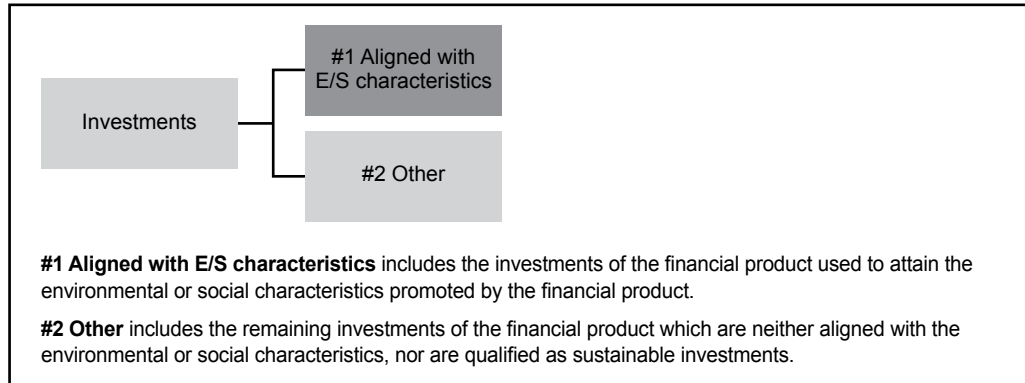 #1 Aligned with
E/S characteristics
Investments
#2 Other
#1 Aligned with E/S characteristics includes the investments of the financial product used to attain the
environmental or social characteristics promoted by the financial product.
#2 Other includes the remaining investments of the financial product which are neither aligned with the
environmental or social characteristics, nor are qualified as sustainable investments.